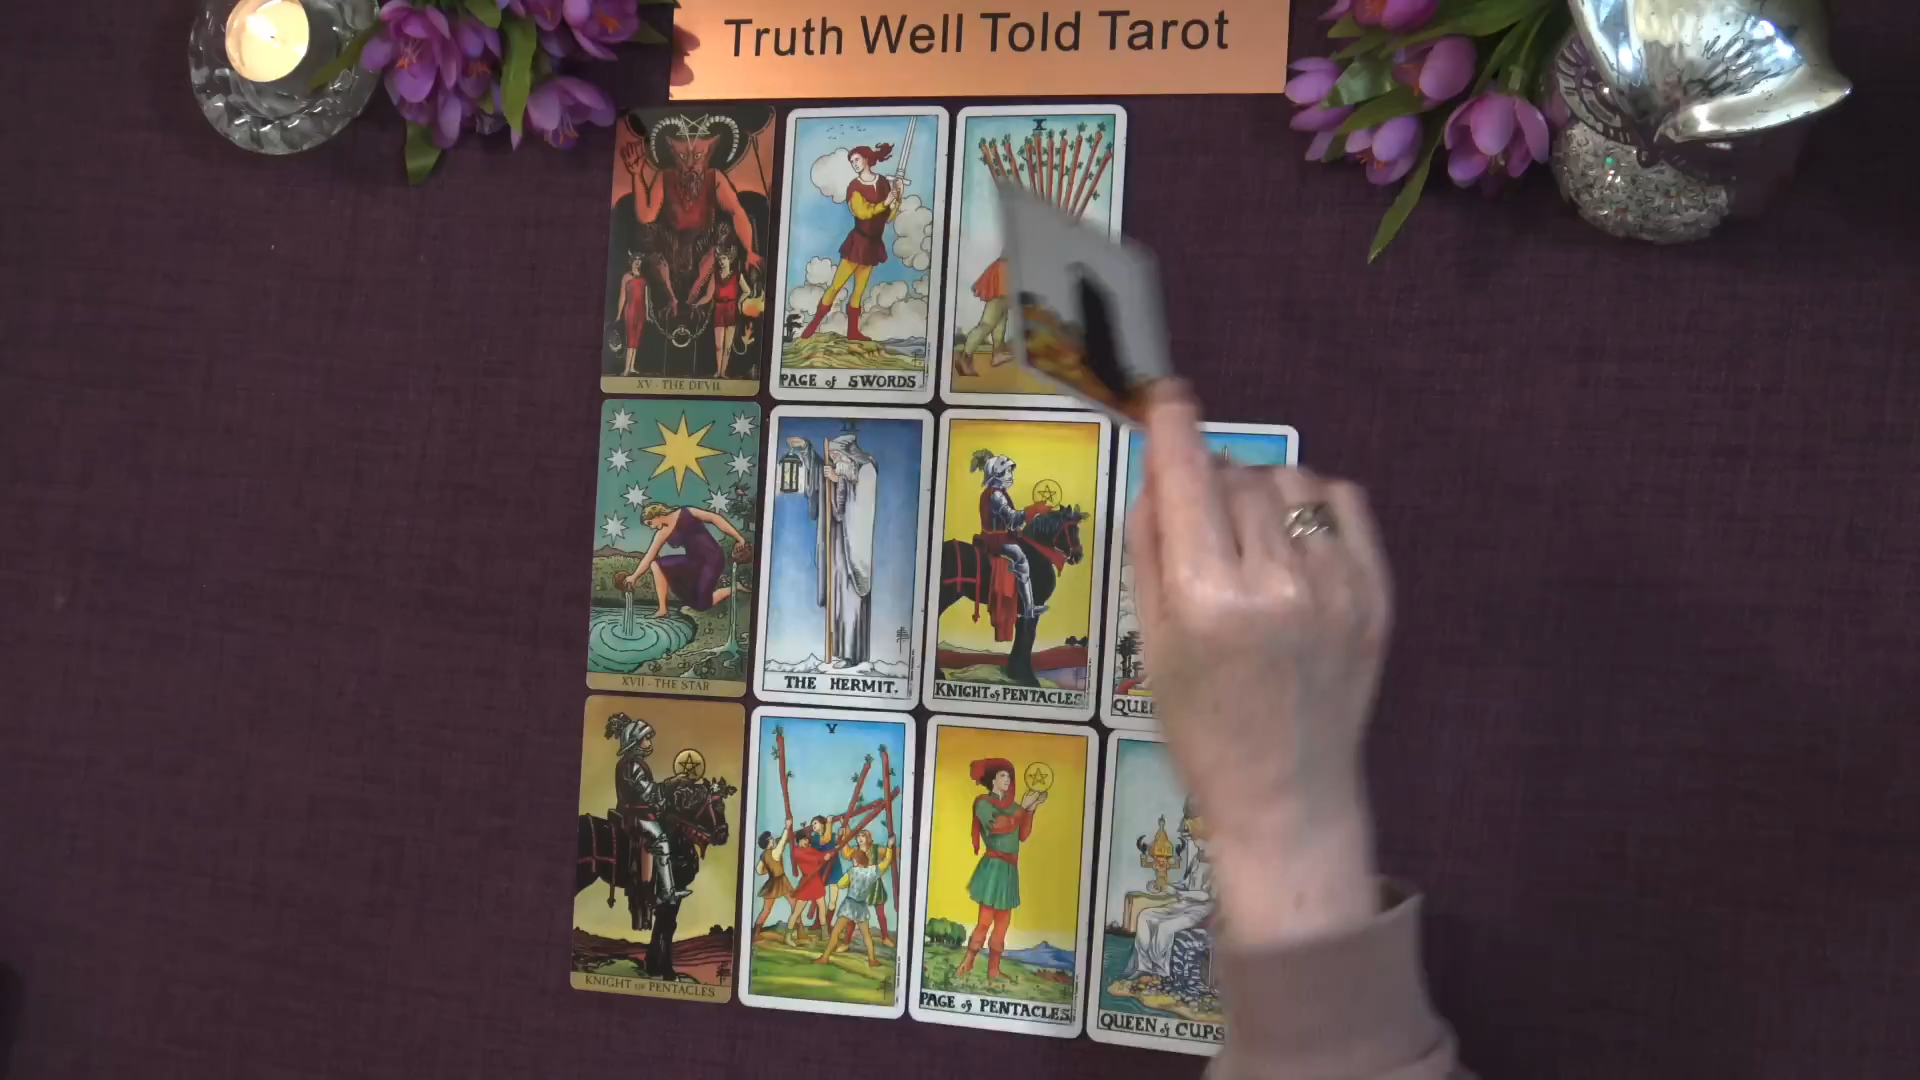 Truth Well Told Tarot
XV · THE DEVIL
PAGE of SWORDS
X
XVII · THE STAR
THE HERMIT.
KNIGHT of PENTACLES
KNIGHT OF PENTACLES
V
PAGE of PENTACLES
QUEEN of CUPS